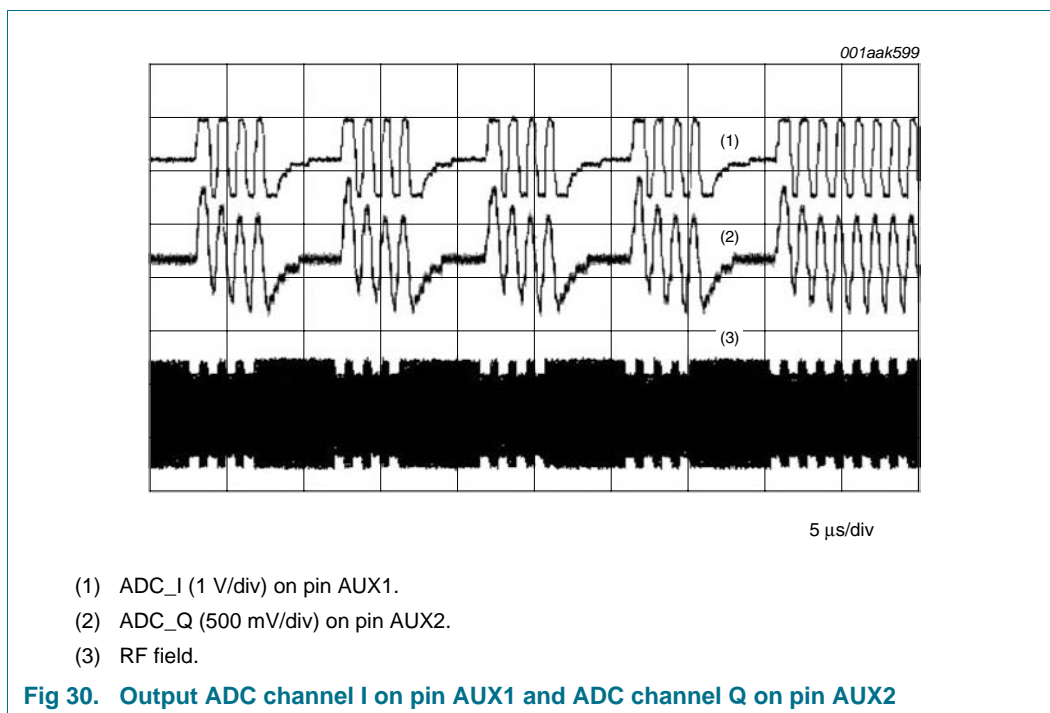 001aak599
(1)
(2)
(3)
5 μs/div
(1) ADC_I (1 V/div) on pin AUX1.
(2) ADC_Q (500 mV/div) on pin AUX2.
(3) RF field.
Fig 30. Output ADC channel I on pin AUX1 and ADC channel Q on pin AUX2